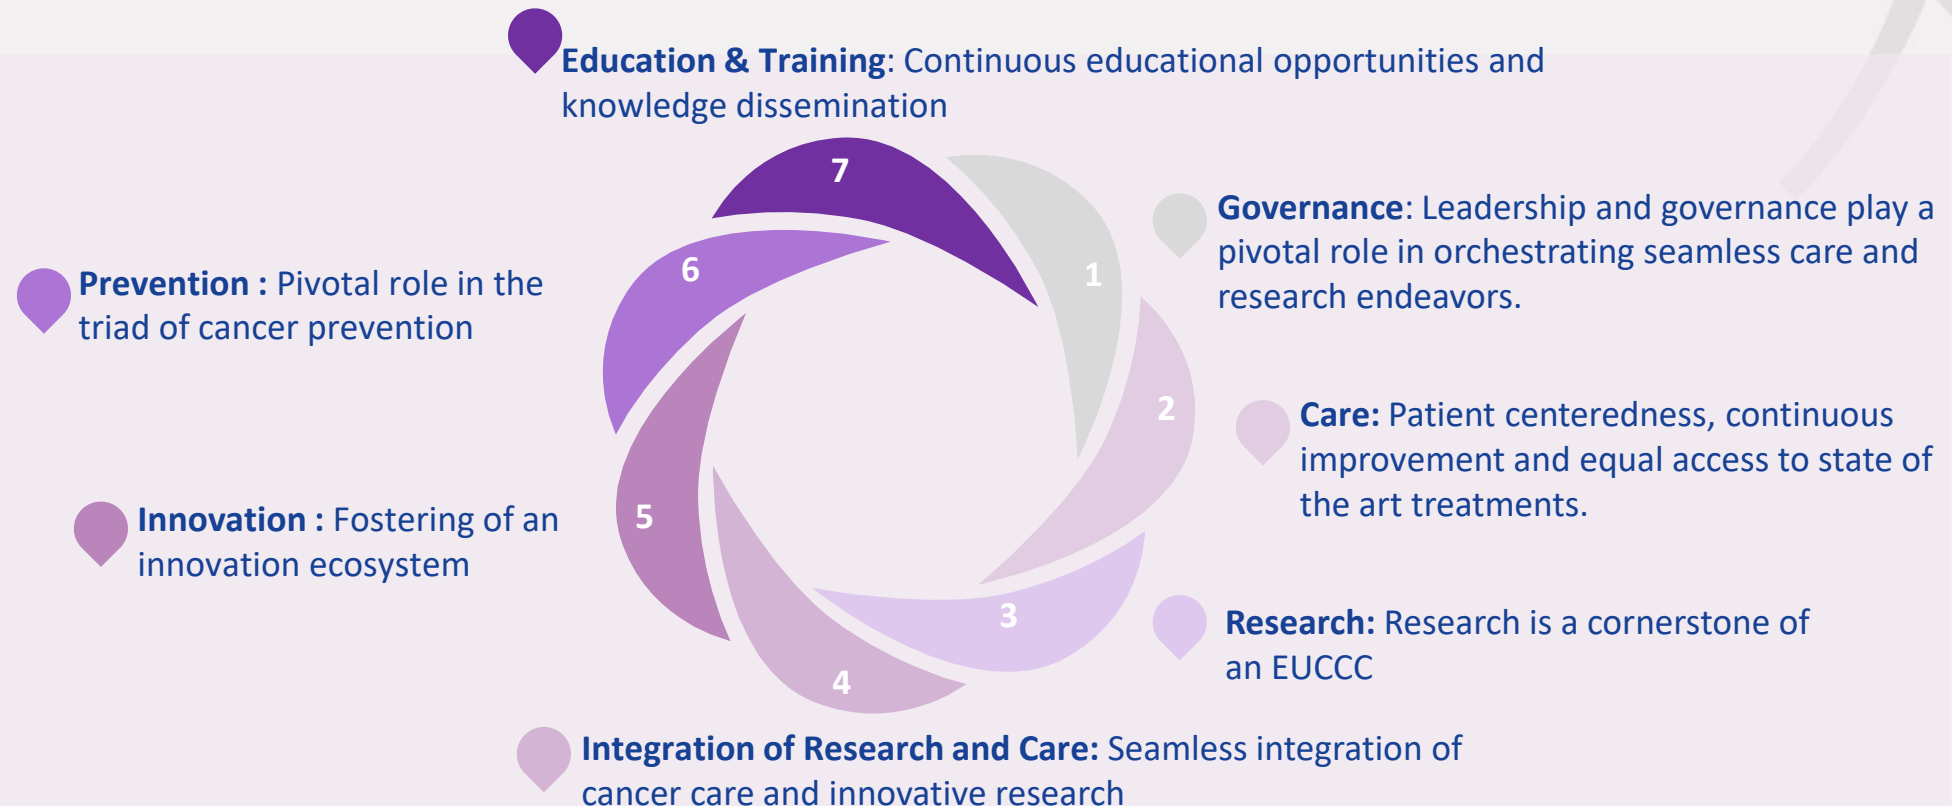 Education & Training: Continuous educational opportunities and
knowledge dissemination
7
1
Governance: Leadership and governance play a
pivotal role in orchestrating seamless care and
research endeavors.
6
Prevention : Pivotal role in the
triad of cancer prevention
2
Care: Patient centeredness, continuous
improvement and equal access to state of
the art treatments.
5
Innovation : Fostering of an
innovation ecosystem
3
Research: Research is a cornerstone of
an EUCCC
4
Integration of Research and Care: Seamless integration of
cancer care and innovative research